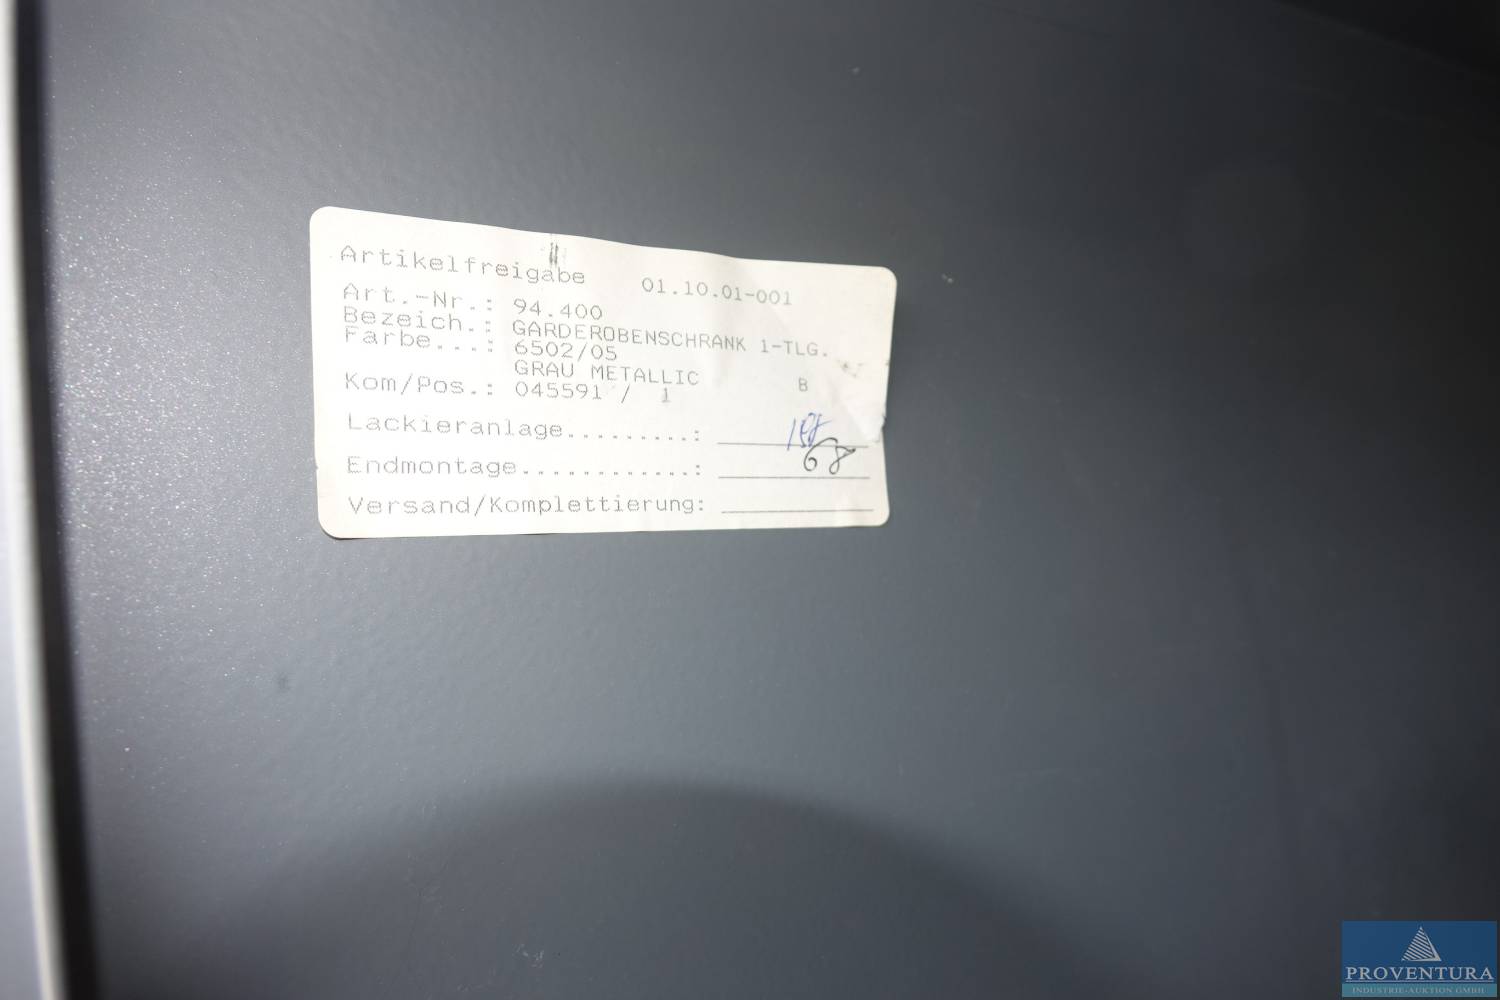 Artikelfreigabe 01.10.01-001
Art.-Nr.: 94.400
Bezeich.: GARDEROBENSCHRANK 1-TLG.
Farbe...: 6502/05
GRAU METALLIC B
Kom/Pos.: 045591 / 1
Lackieranlage.........:
Endmontage............: 68
Versand/Komplettierung:
PROVENTURA
INDUSTRIE-AUKTION GMBH